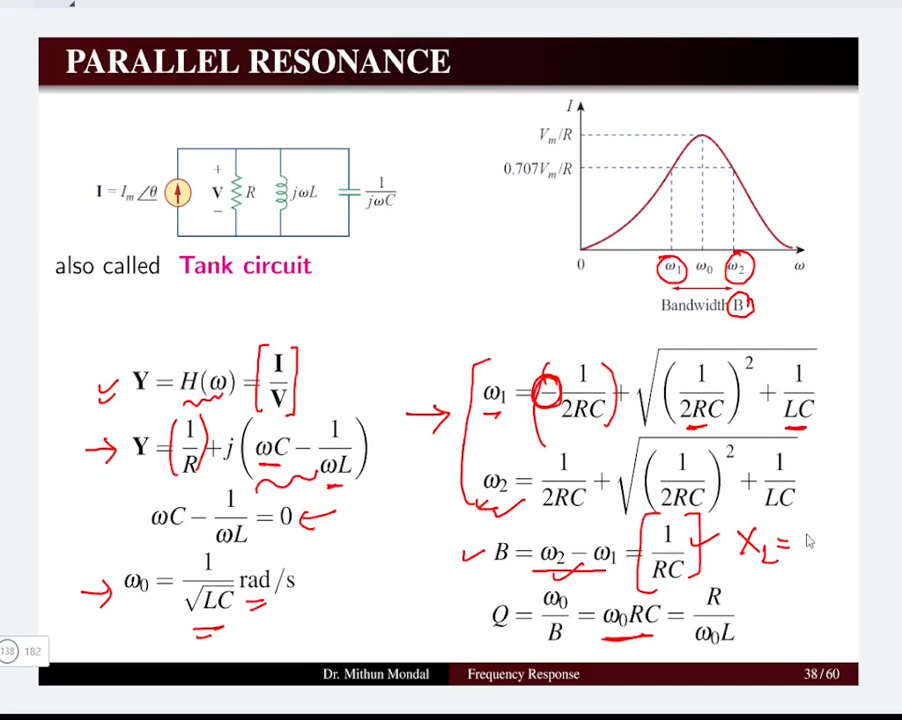 PARALLEL RESONANCE
I = I_m∠θ
+
V
−
R
jωL
1/(jωC)
also called Tank circuit
I
V_m/R
0.707V_m/R
0 ω₁ ω₀ ω₂ ω
Bandwidth B
Y = H(ω) = I/V
Y = 1/R + j(ωC − 1/(ωL))
ωC − 1/(ωL) = 0
ω₀ = 1/√(LC) rad/s
ω₁ = −1/(2RC) + √((1/(2RC))² + 1/(LC))
ω₂ = 1/(2RC) + √((1/(2RC))² + 1/(LC))
B = ω₂ − ω₁ = 1/(RC)
X_L =
Q = ω₀/B = ω₀RC = R/(ω₀L)
138 182
Dr. Mithun Mondal Frequency Response 38/60